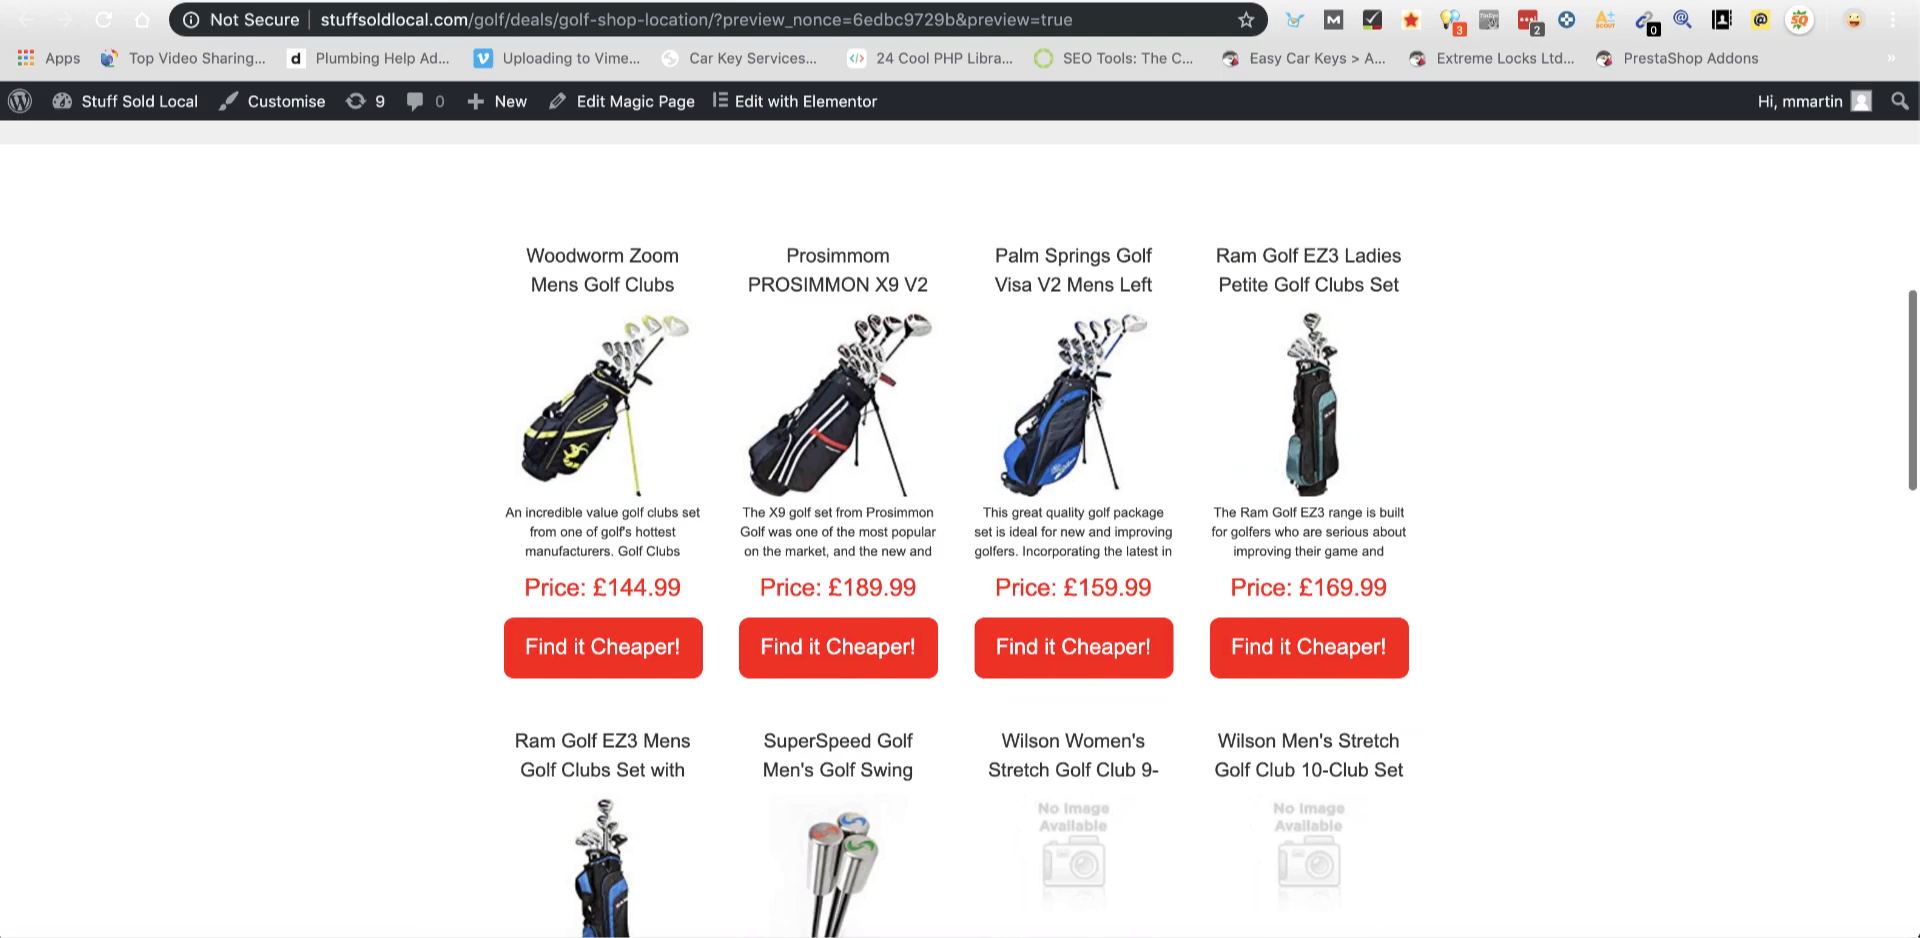 Not Secure | stuffsoldlocal.com/golf/deals/golf-shop-location/?preview_nonce=6edbc9729b&preview=true
3
2
0
Apps
Top Video Sharing...
d Plumbing Help Ad...
Uploading to Vime...
Car Key Services...
24 Cool PHP Libra...
SEO Tools: The C...
Easy Car Keys > A...
Extreme Locks Ltd...
PrestaShop Addons
»
Stuff Sold Local
Customise
9
0
New
Edit Magic Page
Edit with Elementor
Hi, mmartin
Woodworm Zoom
Mens Golf Clubs
An incredible value golf clubs set
from one of golf's hottest
manufacturers. Golf Clubs
Price: £144.99
Find it Cheaper!
Prosimmom
PROSIMMON X9 V2
The X9 golf set from Prosimmon
Golf was one of the most popular
on the market, and the new and
Price: £189.99
Find it Cheaper!
Palm Springs Golf
Visa V2 Mens Left
This great quality golf package
set is ideal for new and improving
golfers. Incorporating the latest in
Price: £159.99
Find it Cheaper!
Ram Golf EZ3 Ladies
Petite Golf Clubs Set
The Ram Golf EZ3 range is built
for golfers who are serious about
improving their game and
Price: £169.99
Find it Cheaper!
Ram Golf EZ3 Mens
Golf Clubs Set with
SuperSpeed Golf
Men's Golf Swing
Wilson Women's
Stretch Golf Club 9-
No Image
Available
Wilson Men's Stretch
Golf Club 10-Club Set
No Image
Available